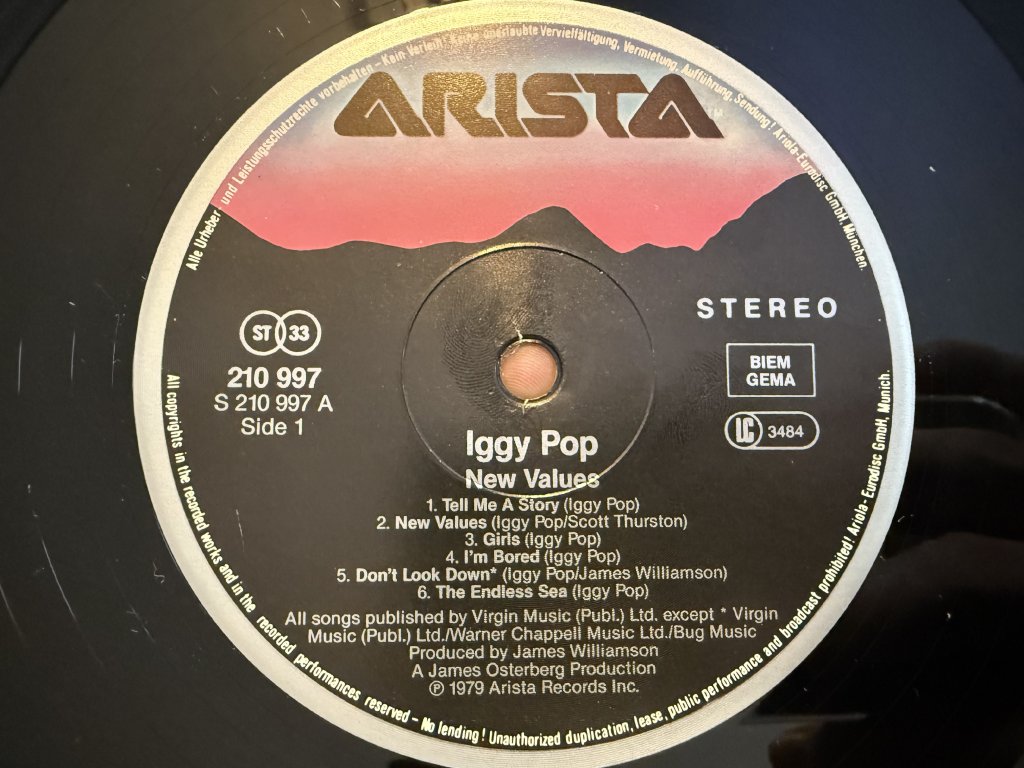 Alle Urheber- und Leistungsschutzrechte vorbehalten – Kein Verleih! Keine unerlaubte Vervielfältigung, Vermietung, Aufführung, Sendung! Ariola-Eurodisc GmbH, München.
ARISTA
STEREO
ST 33
210 997
S 210 997 A
Side 1
BIEM
GEMA
LC 3484
Iggy Pop
New Values
1. Tell Me A Story (Iggy Pop)
2. New Values (Iggy Pop/Scott Thurston)
3. Girls (Iggy Pop)
4. I'm Bored (Iggy Pop)
5. Don't Look Down* (Iggy Pop/James Williamson)
6. The Endless Sea (Iggy Pop)
All songs published by Virgin Music (Publ.) Ltd. except * Virgin
Music (Publ.) Ltd./Warner Chappell Music Ltd./Bug Music
Produced by James Williamson
A James Osterberg Production
℗ 1979 Arista Records Inc.
All copyrights in the recorded works and in the recorded performances reserved – No lending! Unauthorized duplication, lease, public performance and broadcast prohibited! Ariola-Eurodisc GmbH, Munich.